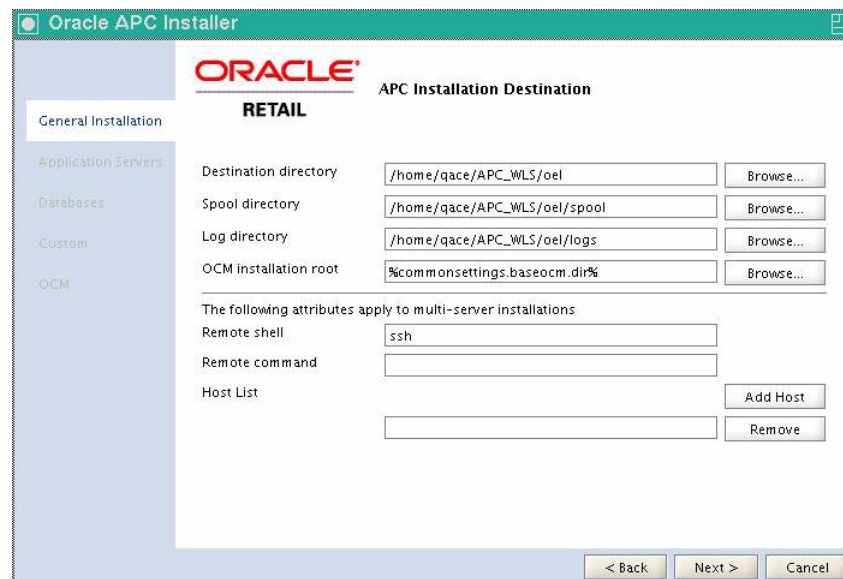 Oracle APC Installer
ORACLE®
RETAIL
APC Installation Destination
General Installation
Application Servers
Databases
Custom
OCM
Destination directory /home/qace/APC_WLS/oel Browse...
Spool directory /home/qace/APC_WLS/oel/spool Browse...
Log directory /home/qace/APC_WLS/oel/logs Browse...
OCM installation root %commonsettings.baseocm.dir% Browse...
The following attributes apply to multi-server installations
Remote shell ssh
Remote command
Host List Add Host
Remove
< Back Next > Cancel